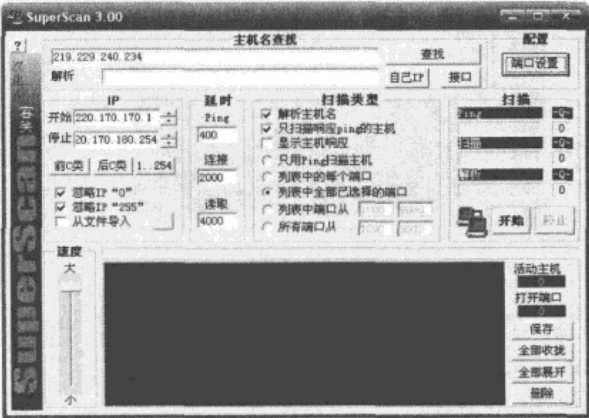 SuperScan 3.00
主机名查找
219.229.240.234
查找
解析
自己IP 接口
配置
端口设置
IP
开始 220.170.170.1
停止 20.170.180.254
前C类 后C类 1..254
忽略IP “0”
忽略IP “255”
从文件导入
延时
Ping
400
连接
2000
读取
4000
扫描类型
解析主机名
只扫描响应ping的主机
显示主机响应
只用Ping扫描主机
列表中的每个端口
列表中全部已选择的端口
列表中端口从
所有端口从
扫描
Ping
-0-
0
扫描
-0-
0
解析
-0-
0
开始 停止
速度
大
小
活动主机
0
打开端口
0
保存
全部收拢
全部展开
删除
SuperScan